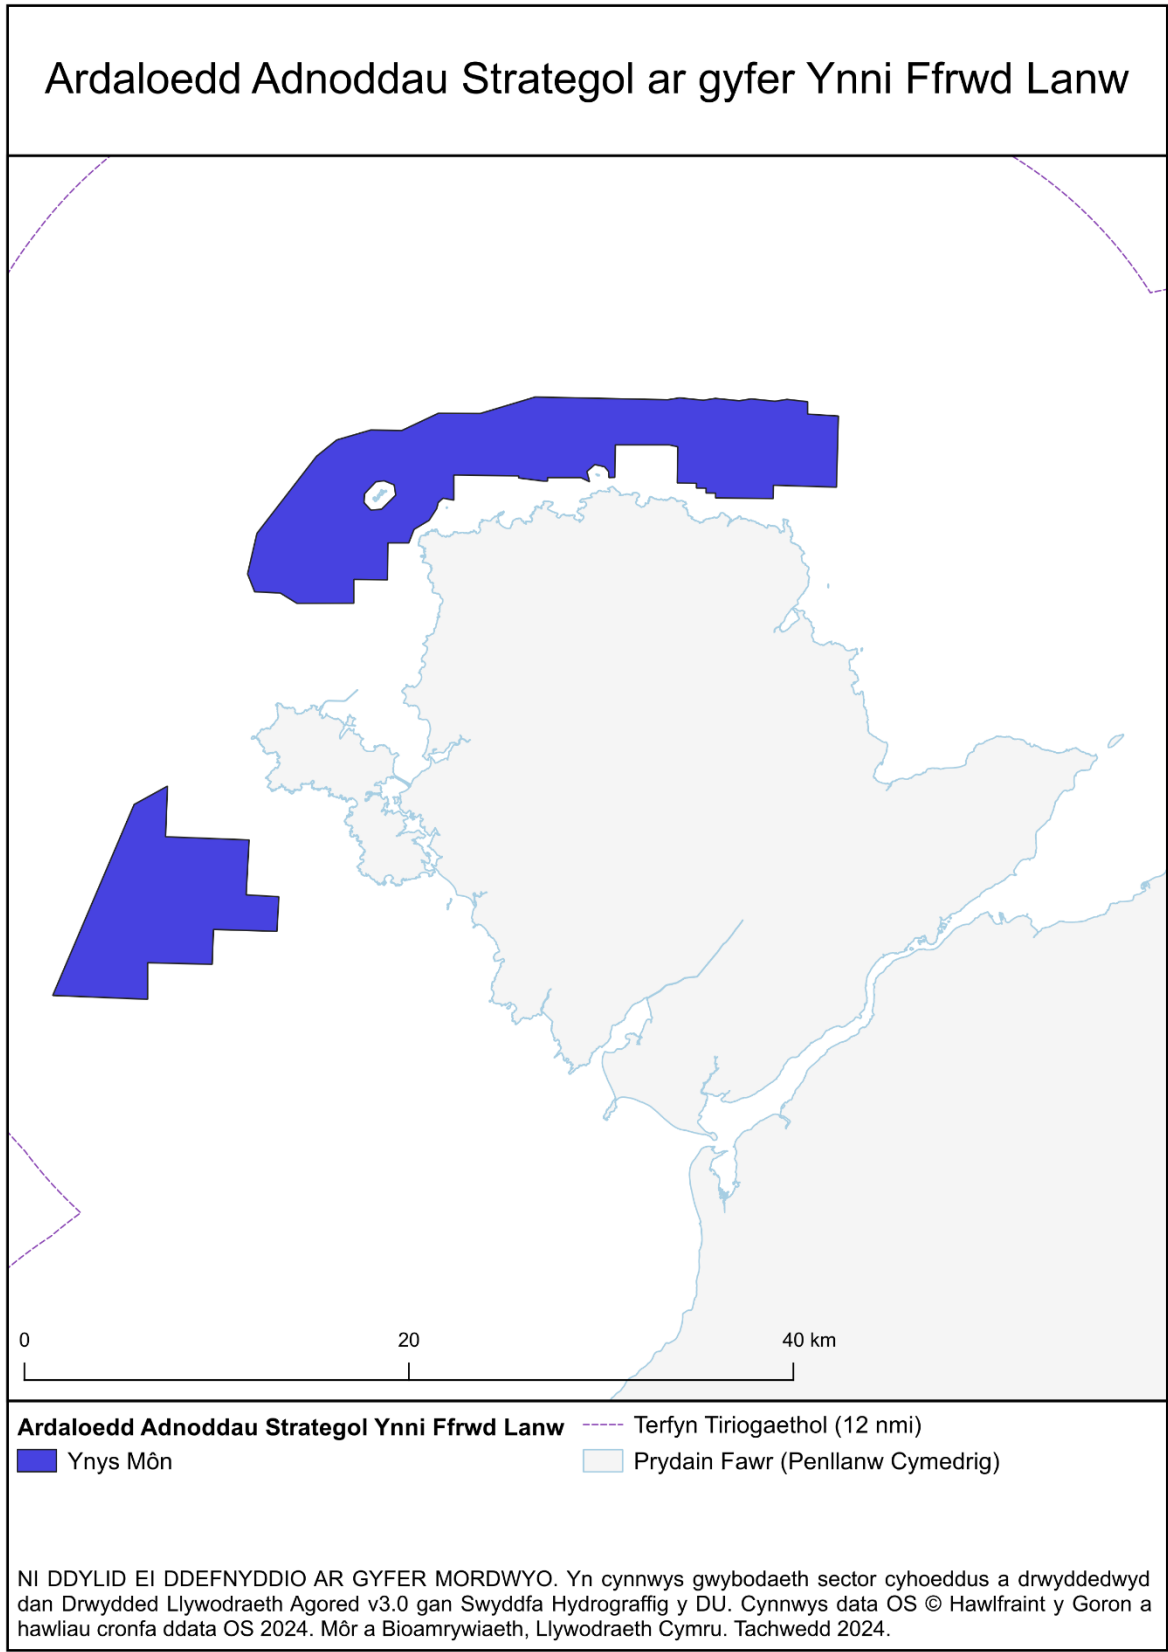 Ardaloedd Adnoddau Strategol ar gyfer Ynni Ffrwd Lanw
0 20 40 km
Ardaloedd Adnoddau Strategol Ynni Ffrwd Lanw
Ynys Môn
Terfyn Tiriogaethol (12 nmi)
Prydain Fawr (Penllanw Cymedrig)
NI DDYLID EI DDEFNYDDIO AR GYFER MORDWYO. Yn cynnwys gwybodaeth sector cyhoeddus a drwyddedwyd
dan Drwydded Llywodraeth Agored v3.0 gan Swyddfa Hydrograffig y DU. Cynnwys data OS © Hawlfraint y Goron a
hawliau cronfa ddata OS 2024. Môr a Bioamrywiaeth, Llywodraeth Cymru. Tachwedd 2024.